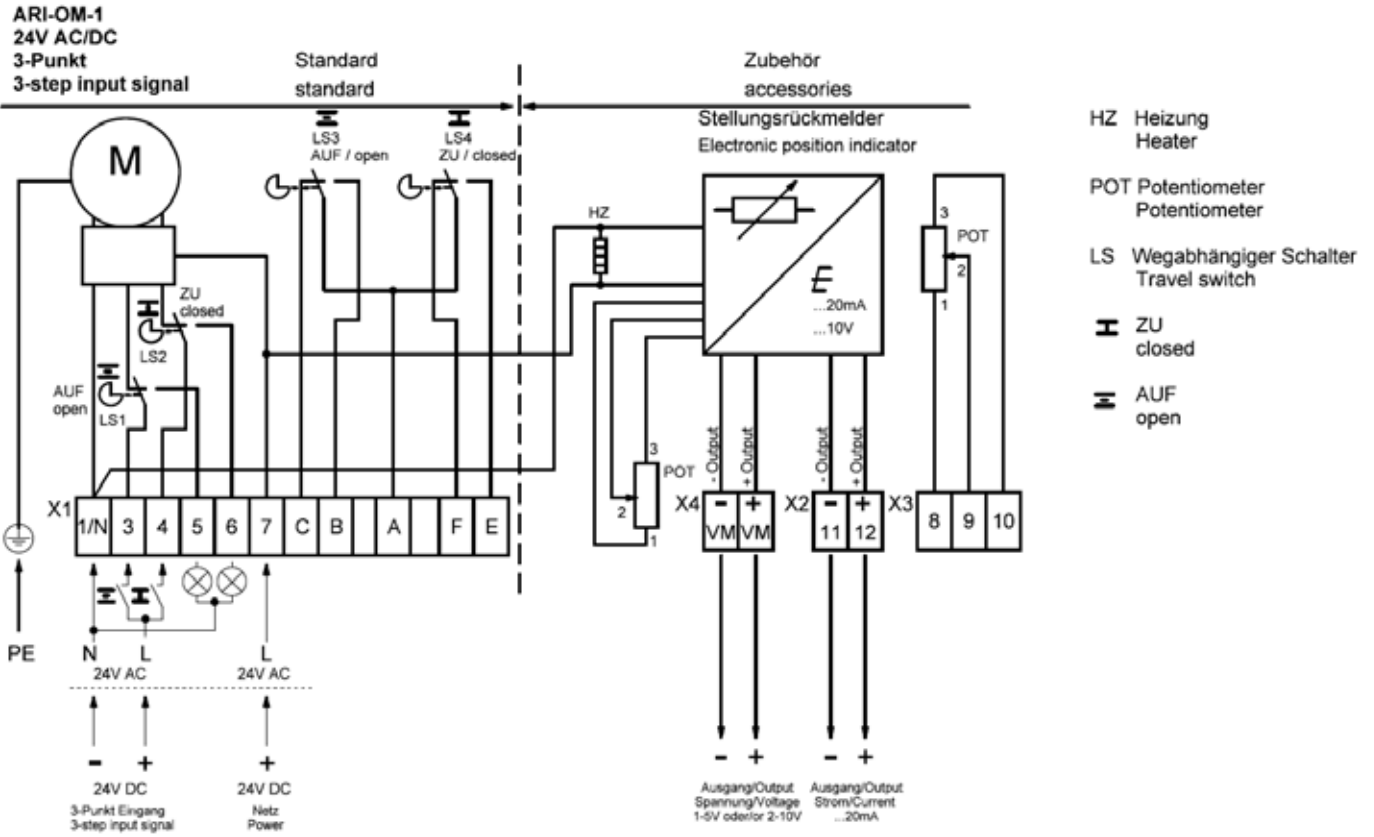 ARI-OM-1
24V AC/DC
3-Punkt
3-step input signal
Standard
standard
Zubehör
accessories
Stellungsrückmelder
Electronic position indicator
LS3
AUF / open
LS4
ZU / closed
M
HZ
E
...20mA
...10V
3
POT
2
1
ZU
closed
LS2
AUF
open
LS1
3
POT
2
1
- Output
+ Output
- Output
+ Output
X1
1/N 3 4 5 6 7 C B A F E
X4
- +
VM VM
X2
- +
11 12
X3
8 9 10
PE
N L
24V AC
L
24V AC
- +
24V DC
3-Punkt Eingang
3-step input signal
+
24V DC
Netz
Power
- +
Ausgang/Output
Spannung/Voltage
1-5V oder/or 2-10V
- +
Ausgang/Output
Strom/Current
...20mA
HZ Heizung
Heater
POT Potentiometer
Potentiometer
LS Wegabhängiger Schalter
Travel switch
ZU
closed
AUF
open